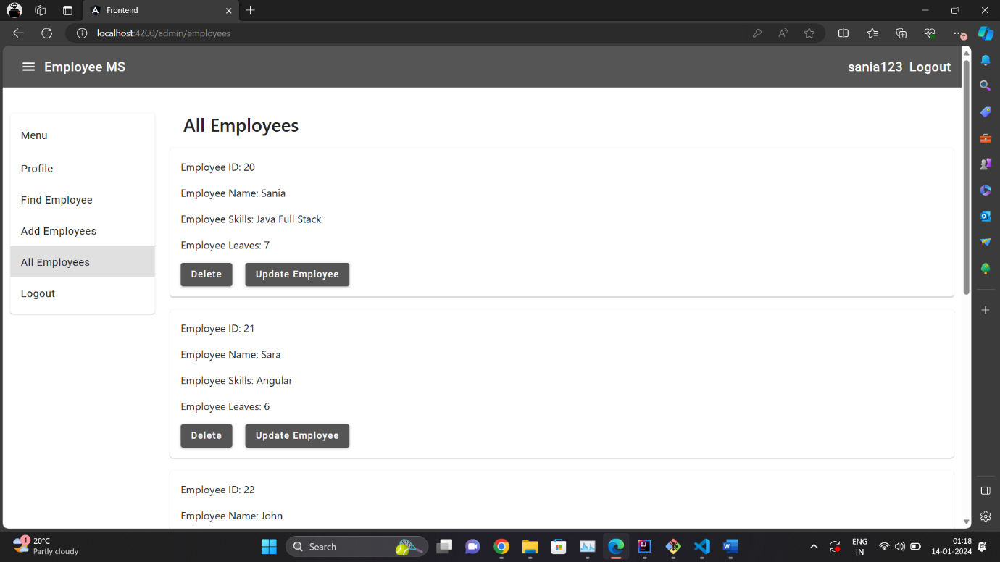 Frontend
localhost:4200/admin/employees
Employee MS
sania123 Logout
Menu
Profile
Find Employee
Add Employees
All Employees
Logout
All Employees
Employee ID: 20
Employee Name: Sania
Employee Skills: Java Full Stack
Employee Leaves: 7
Delete Update Employee
Employee ID: 21
Employee Name: Sara
Employee Skills: Angular
Employee Leaves: 6
Delete Update Employee
Employee ID: 22
Employee Name: John
1
20°C
Partly cloudy
Search
ENG
IN
01:18
14-01-2024